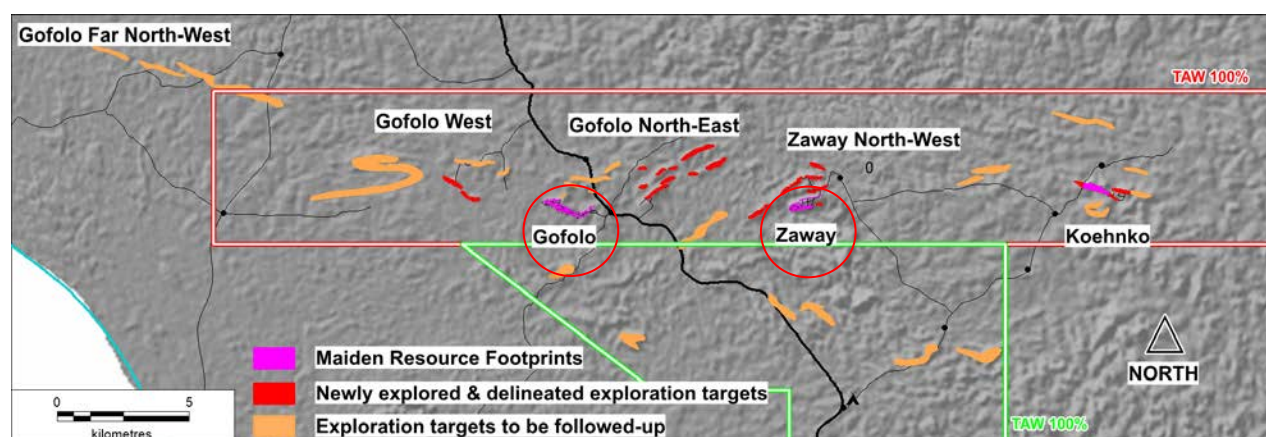 Gofolo Far North-West
TAW 100%
Gofolo West
Gofolo North-East
Zaway North-West
0
Gofolo
Zaway
Koehnko
Maiden Resource Footprints
Newly explored & delineated exploration targets
Exploration targets to be followed-up
0 5
kilometres
NORTH
TAW 100%